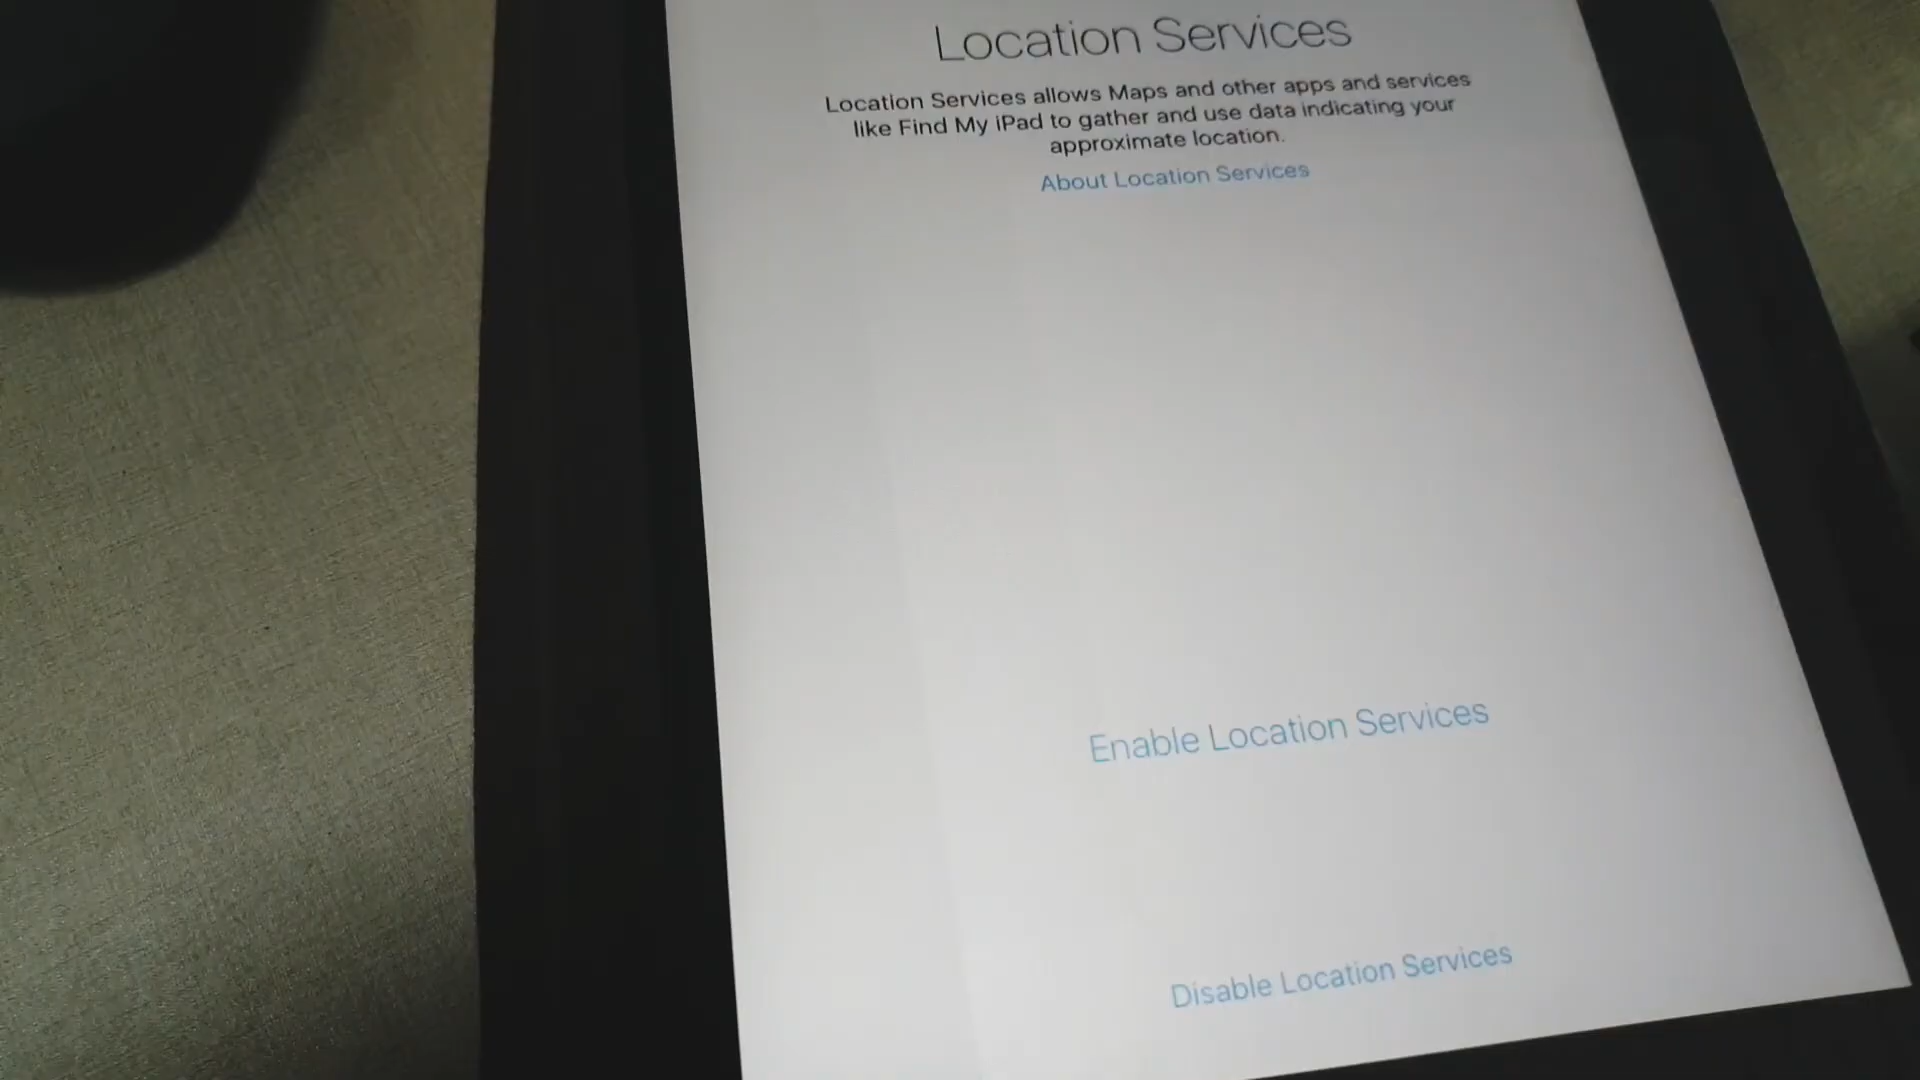 Location Services
Location Services allows Maps and other apps and services
like Find My iPad to gather and use data indicating your
approximate location.
About Location Services
Enable Location Services
Disable Location Services